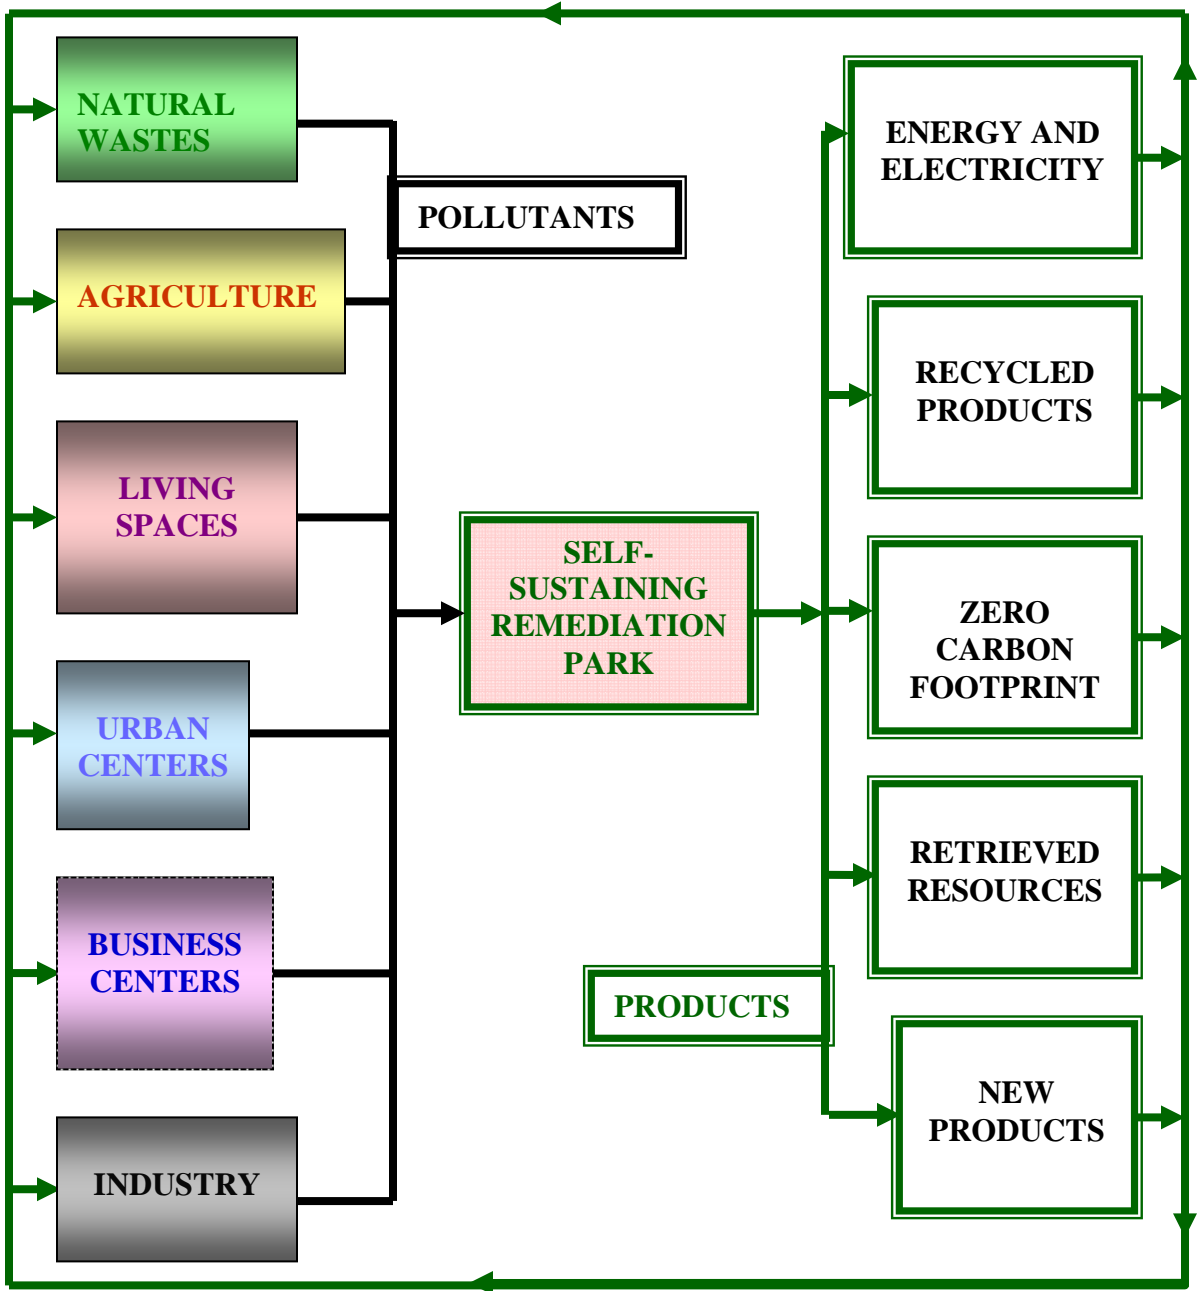 NATURAL
WASTES
POLLUTANTS
AGRICULTURE
LIVING
SPACES
URBAN
CENTERS
BUSINESS
CENTERS
INDUSTRY
SELF-
SUSTAINING
REMEDIATION
PARK
PRODUCTS
ENERGY AND
ELECTRICITY
RECYCLED
PRODUCTS
ZERO
CARBON
FOOTPRINT
RETRIEVED
RESOURCES
NEW
PRODUCTS